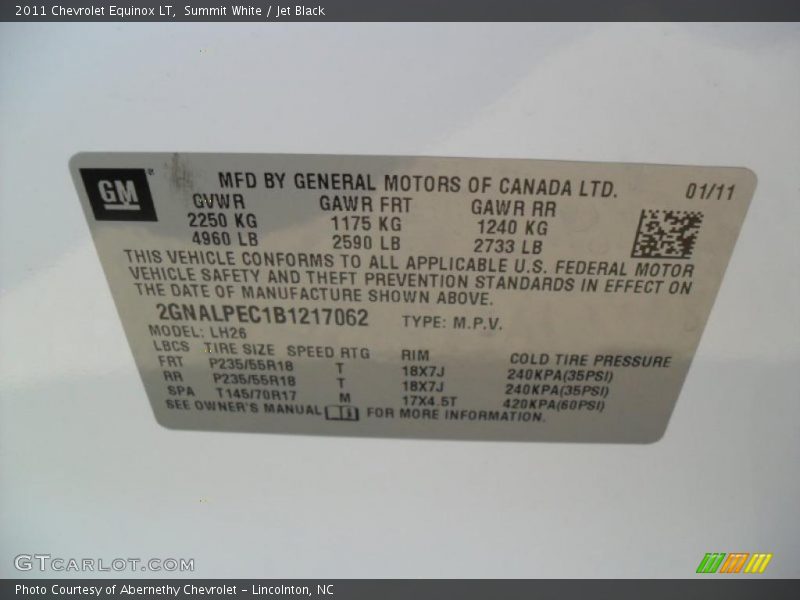 2011 Chevrolet Equinox LT, Summit White / Jet Black
GM
MFD BY GENERAL MOTORS OF CANADA LTD. 01/11
GVWR GAWR FRT GAWR RR
2250 KG 1175 KG 1240 KG
4960 LB 2590 LB 2733 LB
THIS VEHICLE CONFORMS TO ALL APPLICABLE U.S. FEDERAL MOTOR
VEHICLE SAFETY AND THEFT PREVENTION STANDARDS IN EFFECT ON
THE DATE OF MANUFACTURE SHOWN ABOVE.
2GNALPEC1B1217062 TYPE: M.P.V.
MODEL: LH26
LBCS TIRE SIZE SPEED RTG RIM COLD TIRE PRESSURE
FRT P235/55R18 T 18X7J 240KPA(35PSI)
RR P235/55R18 T 18X7J 240KPA(35PSI)
SPA T145/70R17 M 17X4.5T 420KPA(60PSI)
SEE OWNER'S MANUAL FOR MORE INFORMATION.
GTCARLOT.COM
Photo Courtesy of Abernethy Chevrolet – Lincolnton, NC